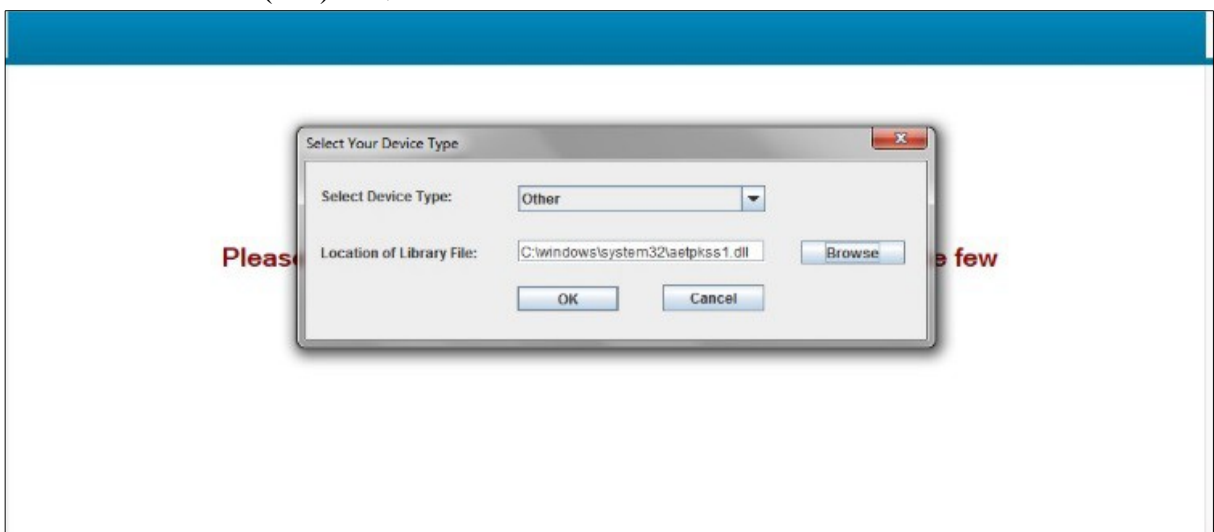 Select Your Device Type
Select Device Type: Other
Location of Library File: C:\windows\system32\aetpkss1.dll Browse
Pleas few
OK Cancel